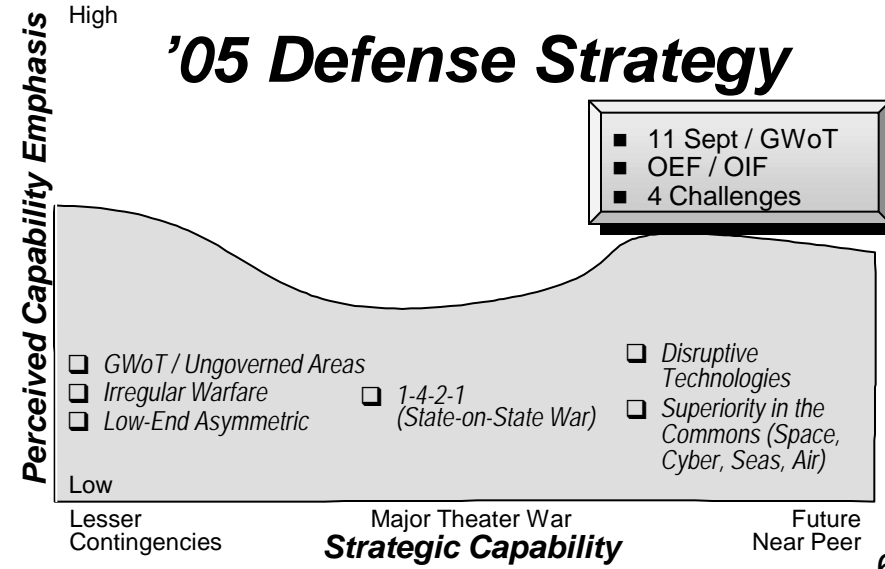 High
'05 Defense Strategy
Perceived Capability Emphasis
■ 11 Sept / GWoT
■ OEF / OIF
■ 4 Challenges
❑ GWoT / Ungoverned Areas
❑ Irregular Warfare
❑ Low-End Asymmetric
❑ 1-4-2-1
(State-on-State War)
❑ Disruptive
Technologies
❑ Superiority in the
Commons (Space,
Cyber, Seas, Air)
Low
Lesser
Contingencies
Major Theater War
Future
Near Peer
Strategic Capability